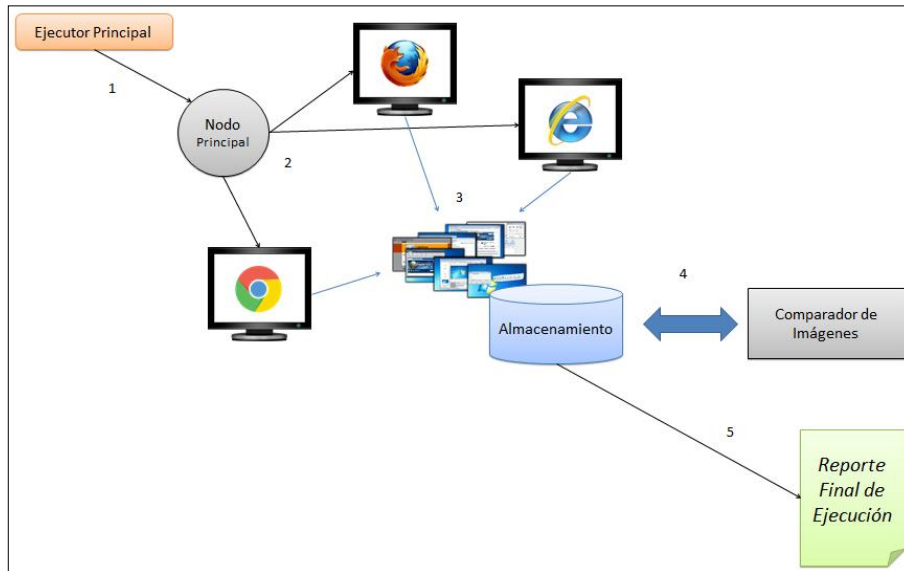 Ejecutor Principal
1
Nodo
Principal
2
3
4
Almacenamiento
Comparador de
Imágenes
5
Reporte
Final de
Ejecución